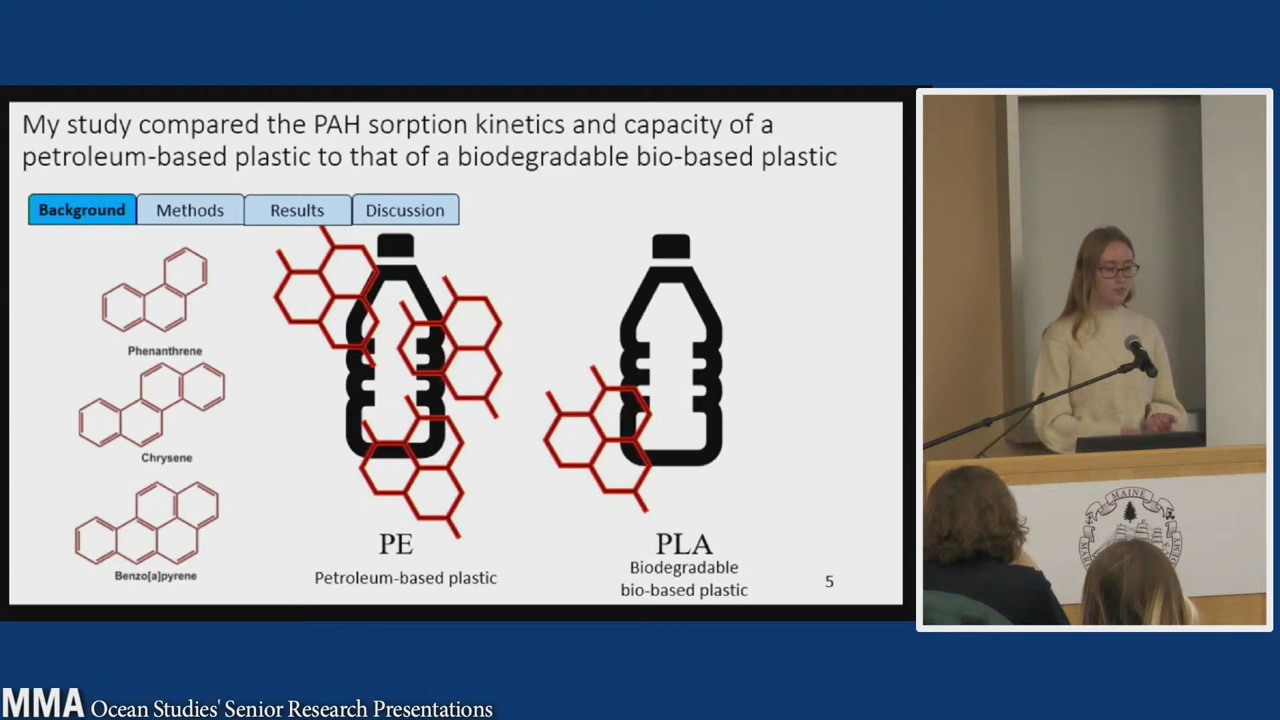 My study compared the PAH sorption kinetics and capacity of a
petroleum-based plastic to that of a biodegradable bio-based plastic
Background
Methods
Results
Discussion
Phenanthrene
Chrysene
Benzo[a]pyrene
PE
Petroleum-based plastic
PLA
Biodegradable
bio-based plastic
5
MAINE
MMA Ocean Studies' Senior Research Presentations